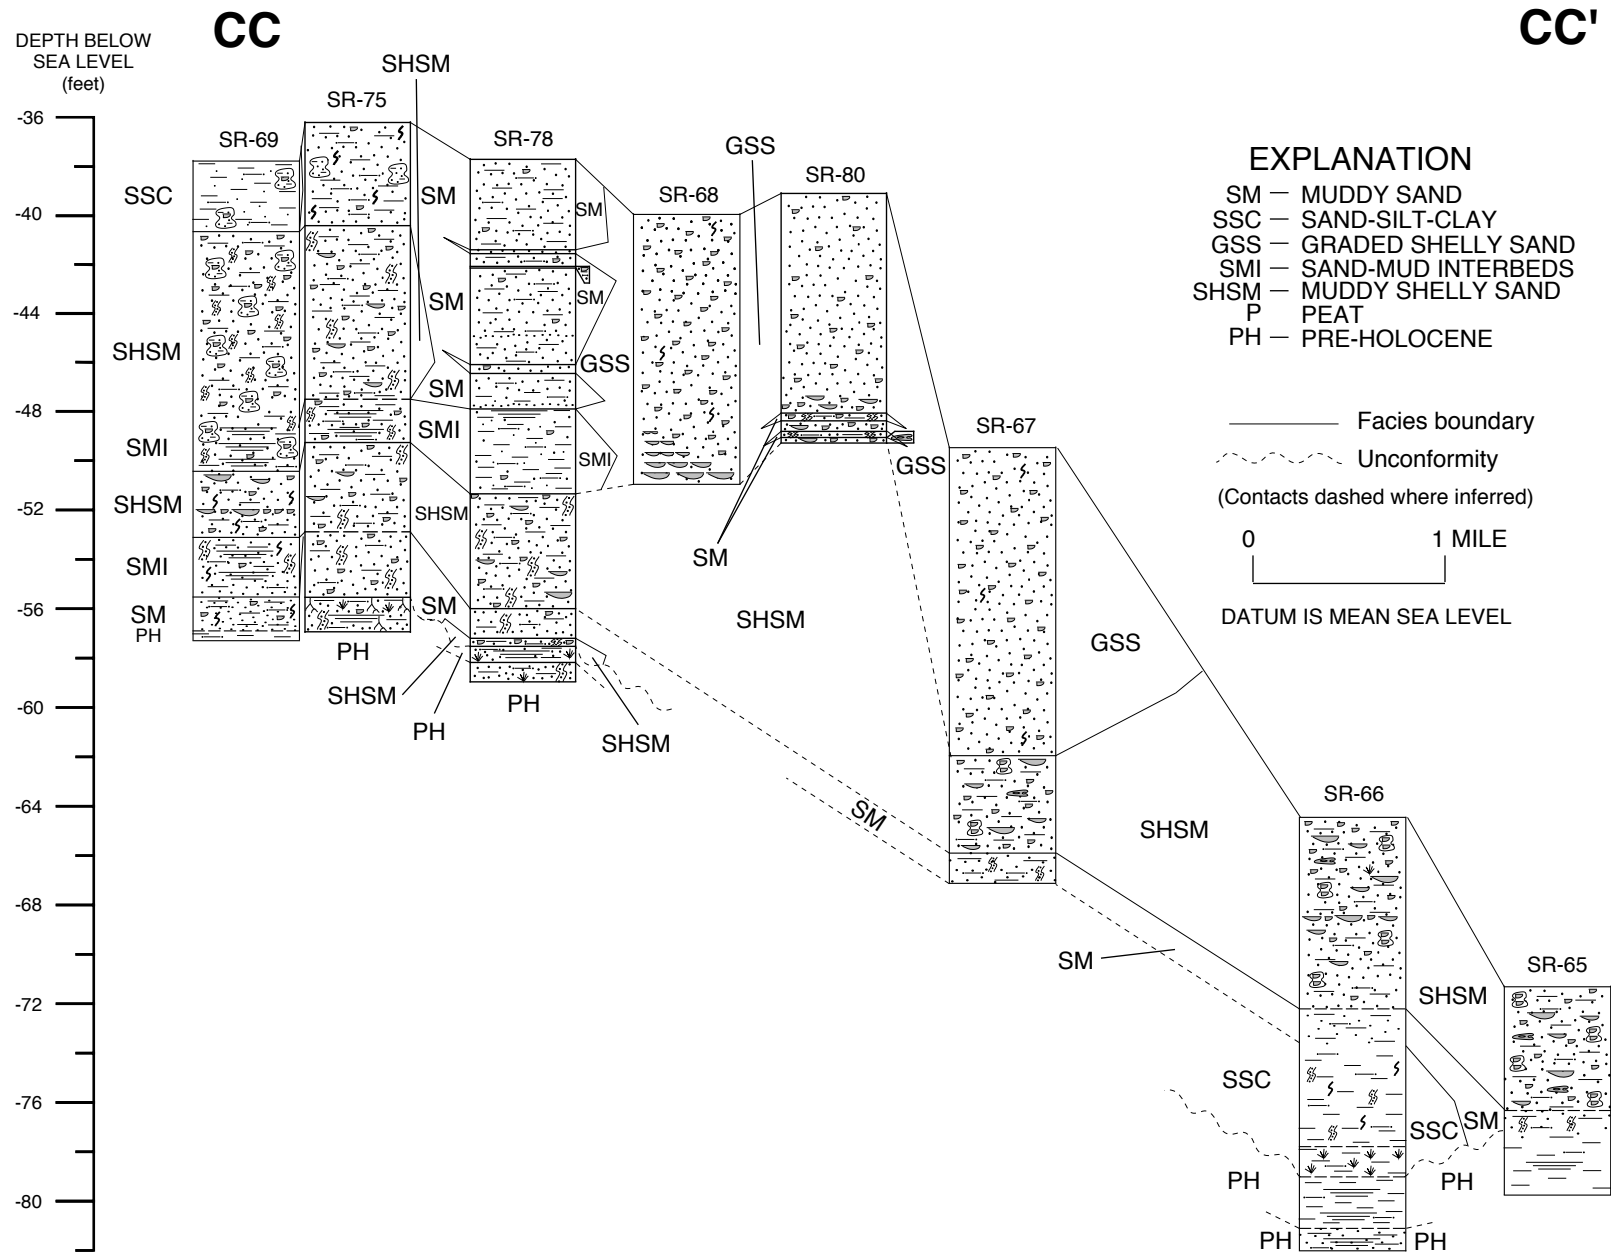 CC
CC'
DEPTH BELOW
SEA LEVEL
(feet)
-36
-40
-44
-48
-52
-56
-60
-64
-68
-72
-76
-80
SR-69
SR-75
SR-78
SR-68
SR-80
SR-67
SR-66
SR-65
SHSM
GSS
SSC
SM
SM
SM
SM
SHSM
GSS
SM
SMI
SMI
SMI
GSS
SHSM
SHSM
SM
SMI
SM
SM
PH
PH
SHSM
PH
PH
SHSM
SHSM
GSS
SM
SHSM
SM
SHSM
SSC
SSC
SM
PH
PH
PH
PH
EXPLANATION
SM — MUDDY SAND
SSC — SAND-SILT-CLAY
GSS — GRADED SHELLY SAND
SMI — SAND-MUD INTERBEDS
SHSM — MUDDY SHELLY SAND
P PEAT
PH — PRE-HOLOCENE
Facies boundary
Unconformity
(Contacts dashed where inferred)
0 1 MILE
DATUM IS MEAN SEA LEVEL